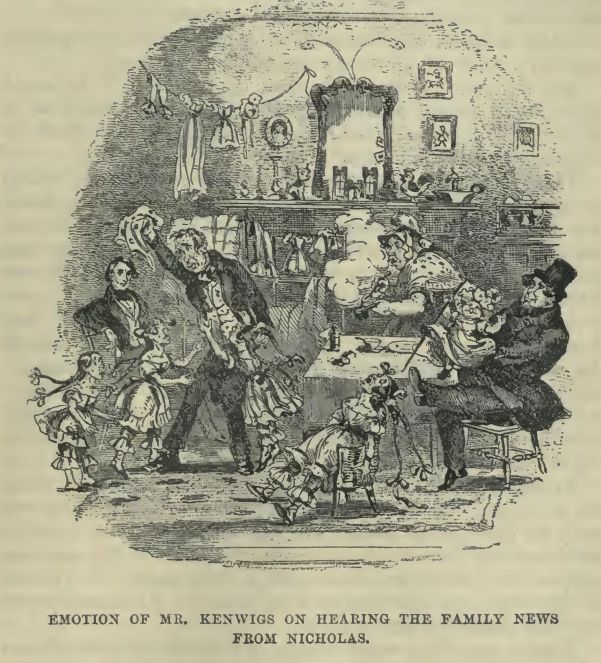 EMOTION OF MR. KENWIGS ON HEARING THE FAMILY NEWS
FROM NICHOLAS.